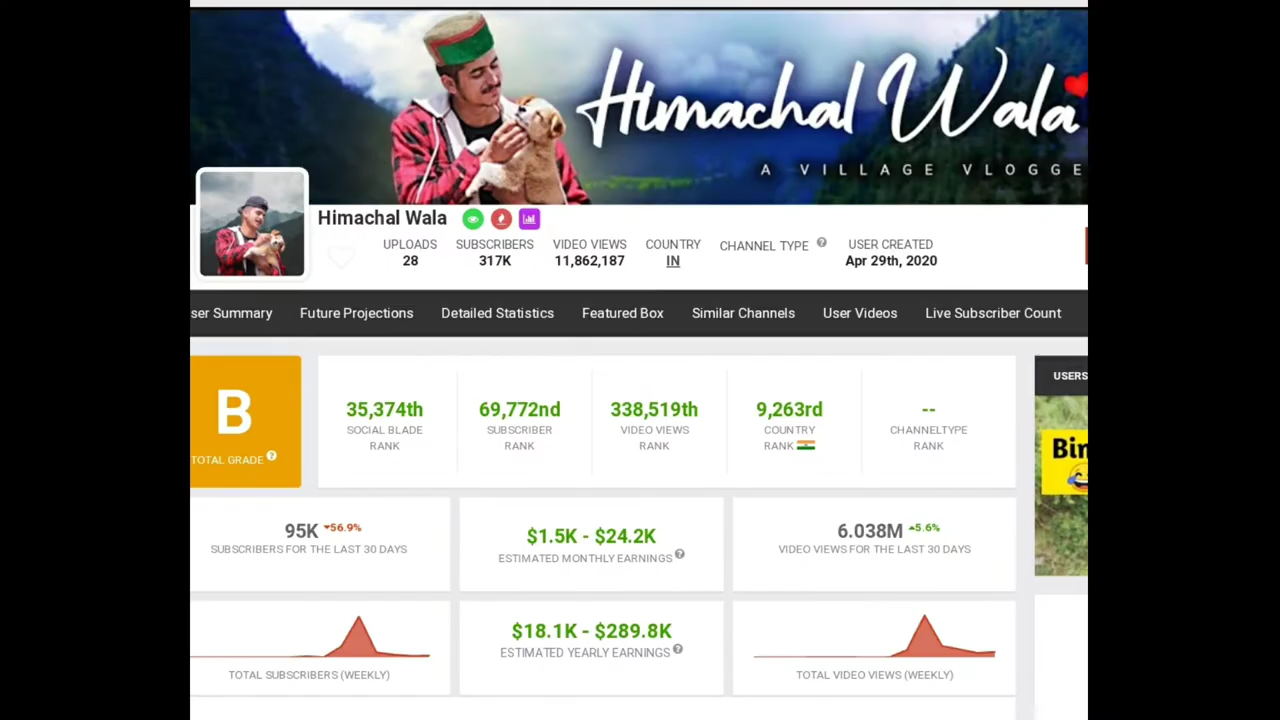 Himachal Wala
A VILLAGE VLOGGE
Himachal Wala
UPLOADS SUBSCRIBERS VIDEO VIEWS COUNTRY CHANNEL TYPE ? USER CREATED
28 317K 11,862,187 IN Apr 29th, 2020
ser Summary Future Projections Detailed Statistics Featured Box Similar Channels User Videos Live Subscriber Count
B
TOTAL GRADE ?
35,374th 69,772nd 338,519th 9,263rd --
SOCIAL BLADE SUBSCRIBER VIDEO VIEWS COUNTRY CHANNELTYPE
RANK RANK RANK RANK RANK
USERS
Bin
95K 56.9%
SUBSCRIBERS FOR THE LAST 30 DAYS
$1.5K - $24.2K
ESTIMATED MONTHLY EARNINGS ?
6.038M 5.6%
VIDEO VIEWS FOR THE LAST 30 DAYS
TOTAL SUBSCRIBERS (WEEKLY)
$18.1K - $289.8K
ESTIMATED YEARLY EARNINGS ?
TOTAL VIDEO VIEWS (WEEKLY)